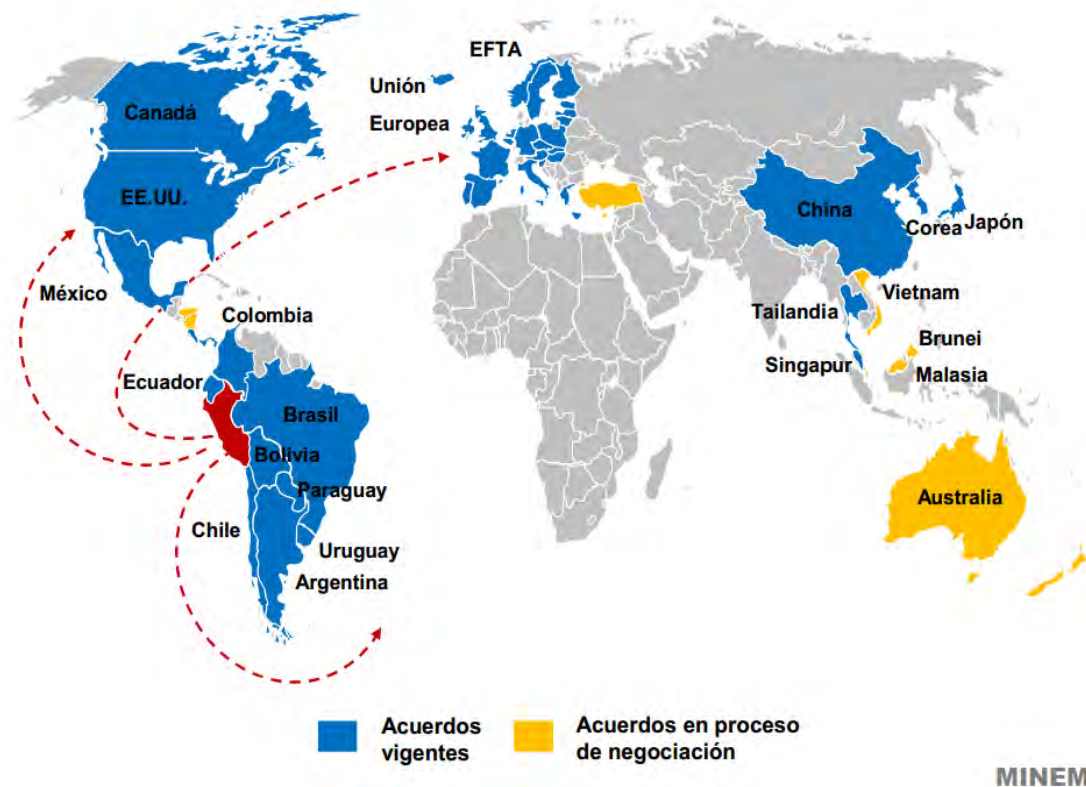 EFTA
Unión
Europea
Canadá
EE.UU.
China
Corea
Japón
México
Colombia
Tailandia
Vietnam
Ecuador
Singapur
Brunei
Malasia
Brasil
Bolivia
Paraguay
Australia
Chile
Uruguay
Argentina
Acuerdos
vigentes
Acuerdos en proceso
de negociación
MINEM